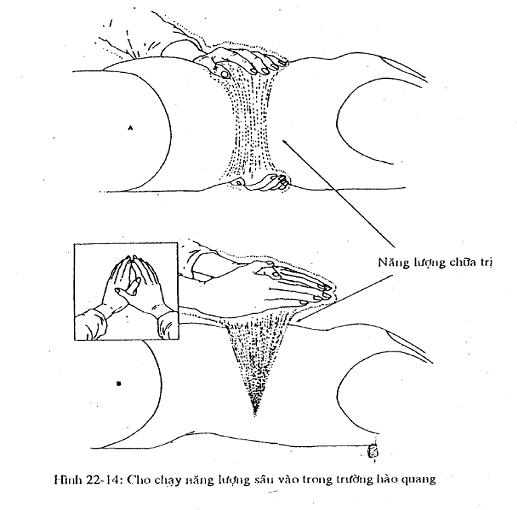 A
Năng lượng chữa trị
B
Hình 22-14: Cho chạy năng lượng sâu vào trong trường hào quang